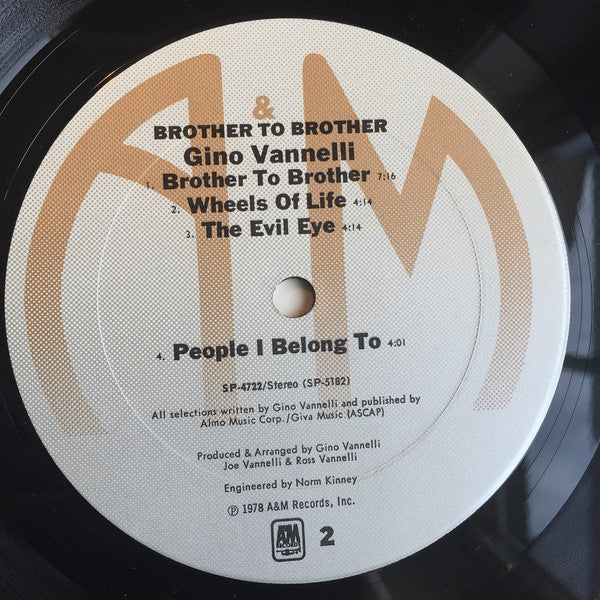 A & M
BROTHER TO BROTHER
Gino Vannelli
1. Brother To Brother 7:16
2. Wheels Of Life 4:14
3. The Evil Eye 4:14
4. People I Belong To 4:01
SP-4722/Stereo (SP-5182)
All selections written by Gino Vannelli and published by
Almo Music Corp./Giva Music (ASCAP)
Produced & Arranged by Gino Vannelli
Joe Vannelli & Ross Vannelli
Engineered by Norm Kinney
℗ 1978 A&M Records, Inc.
A&M RECORDS 2